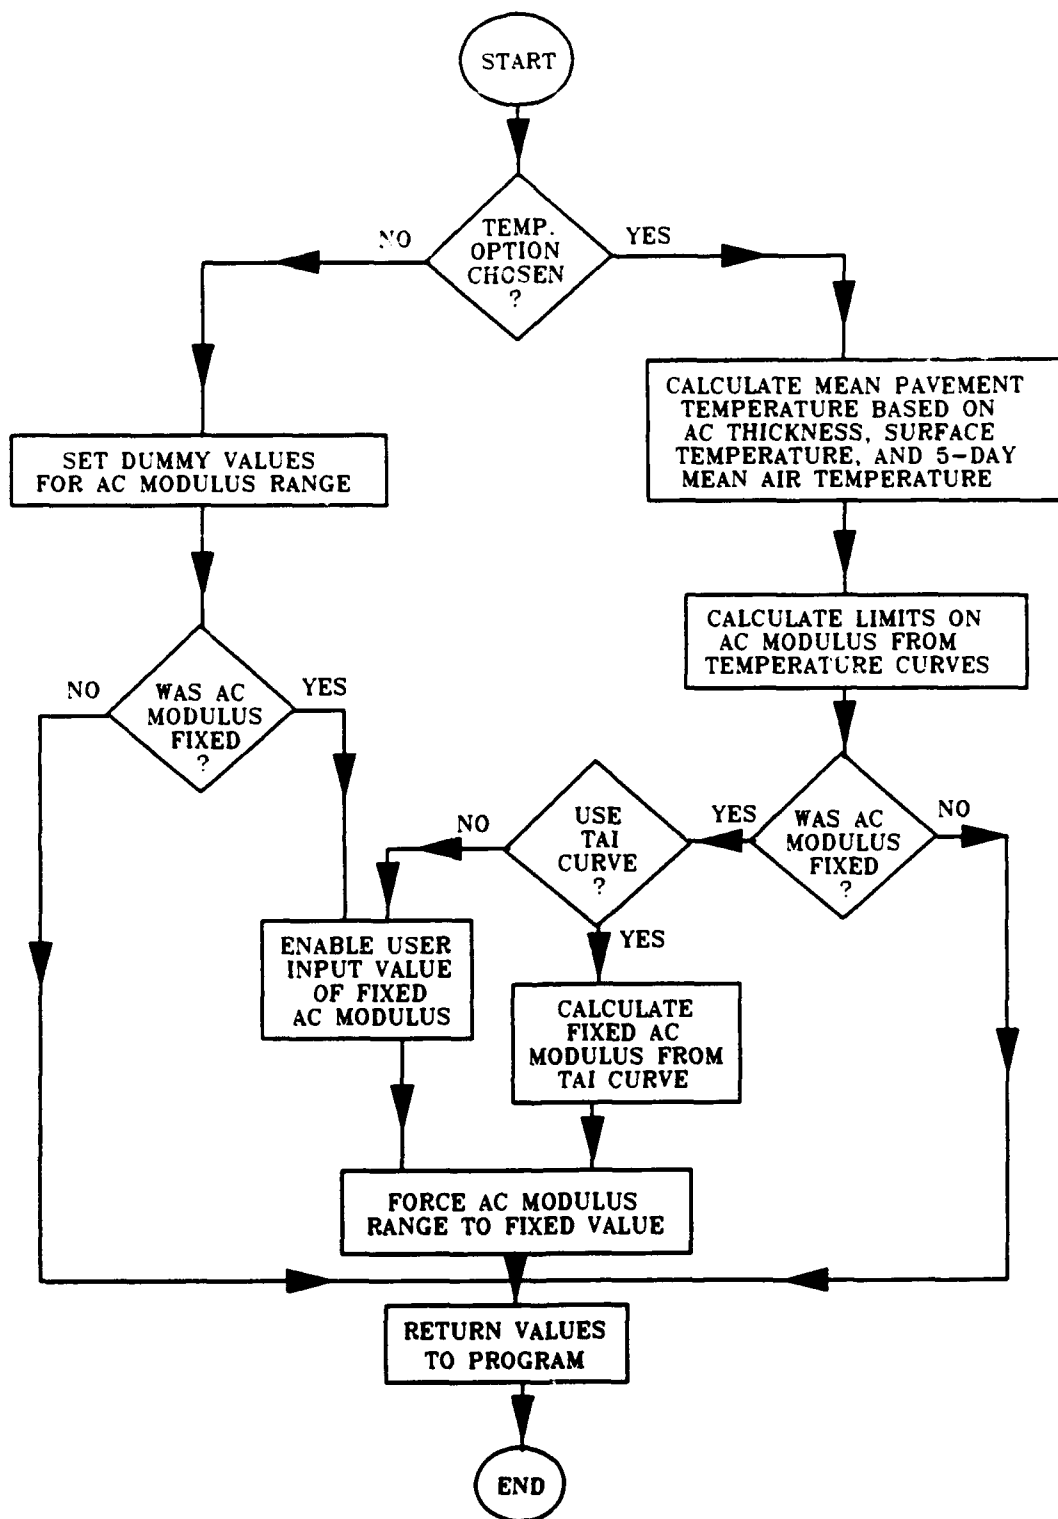 START
TEMP.
OPTION
CHOSEN
?
NO
YES
CALCULATE MEAN PAVEMENT
TEMPERATURE BASED ON
AC THICKNESS, SURFACE
TEMPERATURE, AND 5-DAY
MEAN AIR TEMPERATURE
SET DUMMY VALUES
FOR AC MODULUS RANGE
CALCULATE LIMITS ON
AC MODULUS FROM
TEMPERATURE CURVES
NO
WAS AC
MODULUS
FIXED
?
YES
NO
USE
TAI
CURVE
?
YES
WAS AC
MODULUS
FIXED
?
NO
YES
ENABLE USER
INPUT VALUE
OF FIXED
AC MODULUS
CALCULATE
FIXED AC
MODULUS FROM
TAI CURVE
FORCE AC MODULUS
RANGE TO FIXED VALUE
RETURN VALUES
TO PROGRAM
END